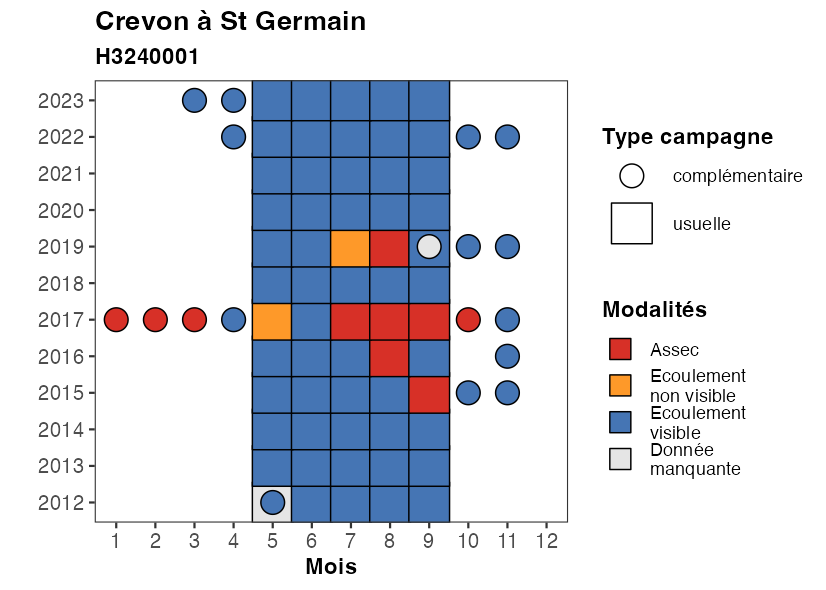 Crevon à St Germain
H3240001
2023
2022
2021
2020
2019
2018
2017
2016
2015
2014
2013
2012
1 2 3 4 5 6 7 8 9 10 11 12
Mois
Type campagne
complémentaire
usuelle
Modalités
Assec
Ecoulement
non visible
Ecoulement
visible
Donnée
manquante